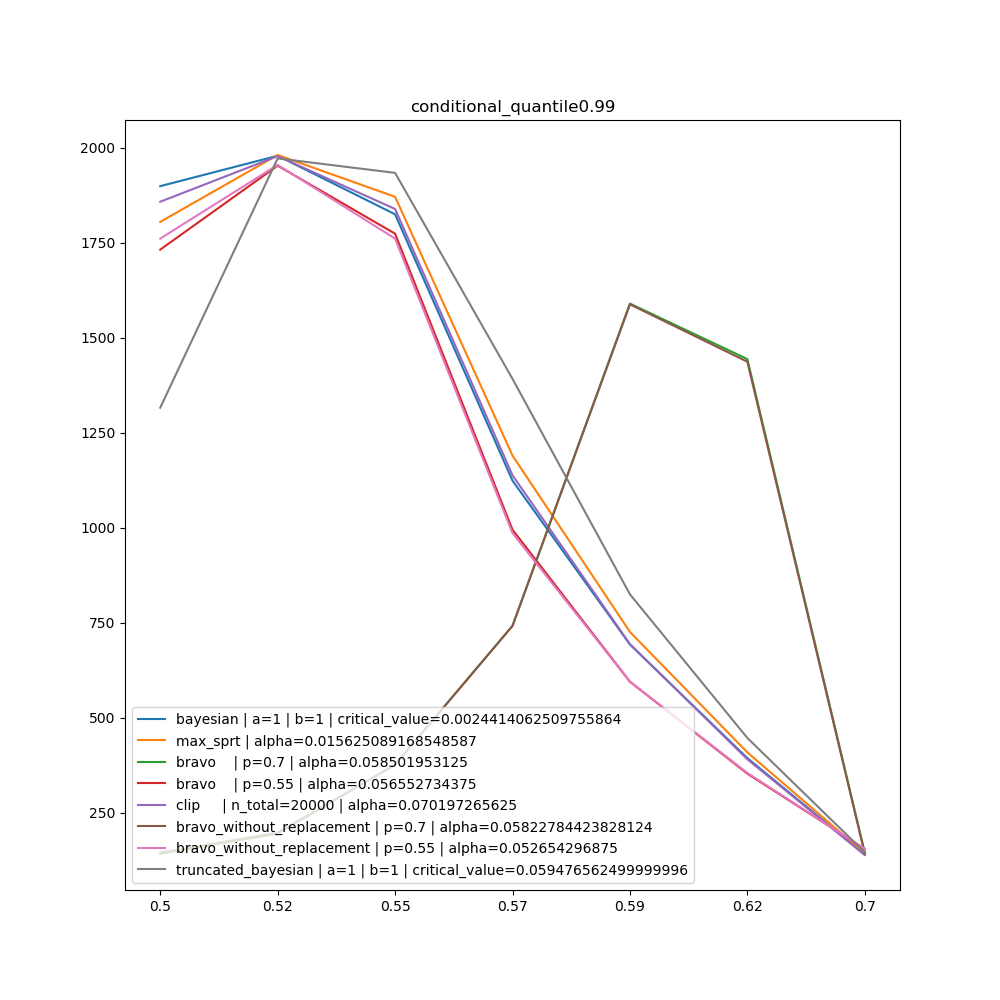 conditional_quantile0.99
2000
1750
1500
1250
1000
750
500
250
bayesian | a=1 | b=1 | critical_value=0.0024414062509755864
max_sprt | alpha=0.015625089168548587
bravo | p=0.7 | alpha=0.058501953125
bravo | p=0.55 | alpha=0.056552734375
clip | n_total=20000 | alpha=0.070197265625
bravo_without_replacement | p=0.7 | alpha=0.05822784423828124
bravo_without_replacement | p=0.55 | alpha=0.052654296875
truncated_bayesian | a=1 | b=1 | critical_value=0.059476562499999996
0.5 0.52 0.55 0.57 0.59 0.62 0.7